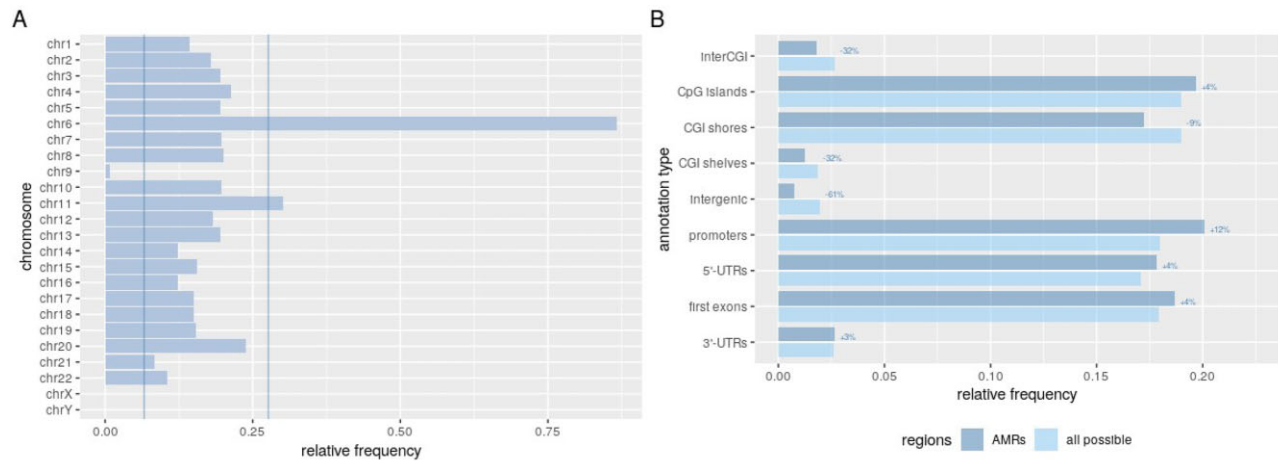 A
chromosome
chr1
chr2
chr3
chr4
chr5
chr6
chr7
chr8
chr9
chr10
chr11
chr12
chr13
chr14
chr15
chr16
chr17
chr18
chr19
chr20
chr21
chr22
chrX
chrY
0.00 0.25 0.50 0.75
relative frequency
B
annotation type
InterCGI -32%
CpG islands +4%
CGI shores -9%
CGI shelves -32%
Intergenic -61%
promoters +12%
5'-UTRs +4%
first exons +4%
3'-UTRs +3%
0.00 0.05 0.10 0.15 0.20
relative frequency
regions AMRs all possible